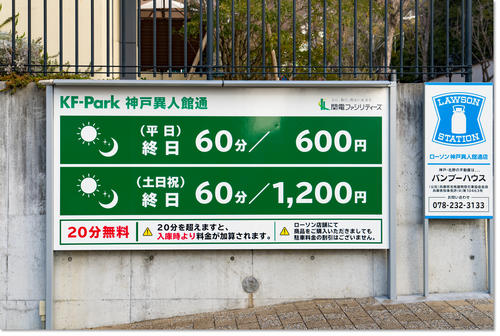 KF-Park 神戸異人館通
関電ファシリティーズ
(平日)
終日 60分/ 600円
(土日祝)
終日 60分/1,200円
20分無料
20分を超えますと、
入庫時より料金が加算されます。
ローソン店舗にて
商品をご購入いただきましても
駐車料金の割引はございません。
LAWSON
STATION
ローソン神戸異人館通店
バンブーハウス
お問い合わせ
078-232-3133